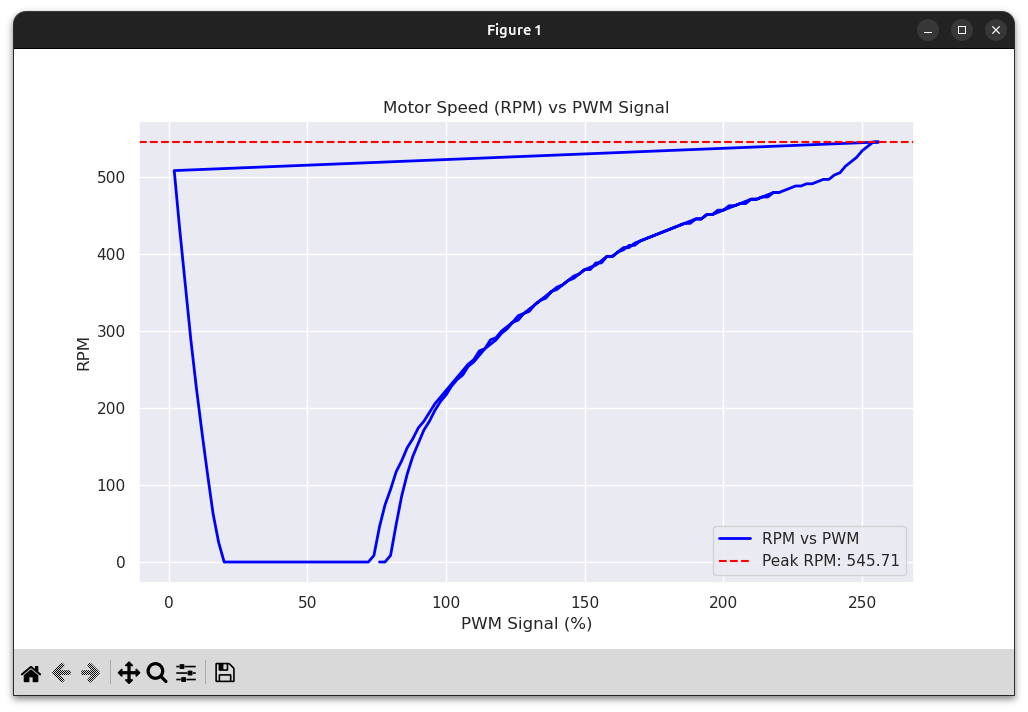 Figure 1
Motor Speed (RPM) vs PWM Signal
500
400
300
200
100
0
RPM
0 50 100 150 200 250
PWM Signal (%)
RPM vs PWM
Peak RPM: 545.71